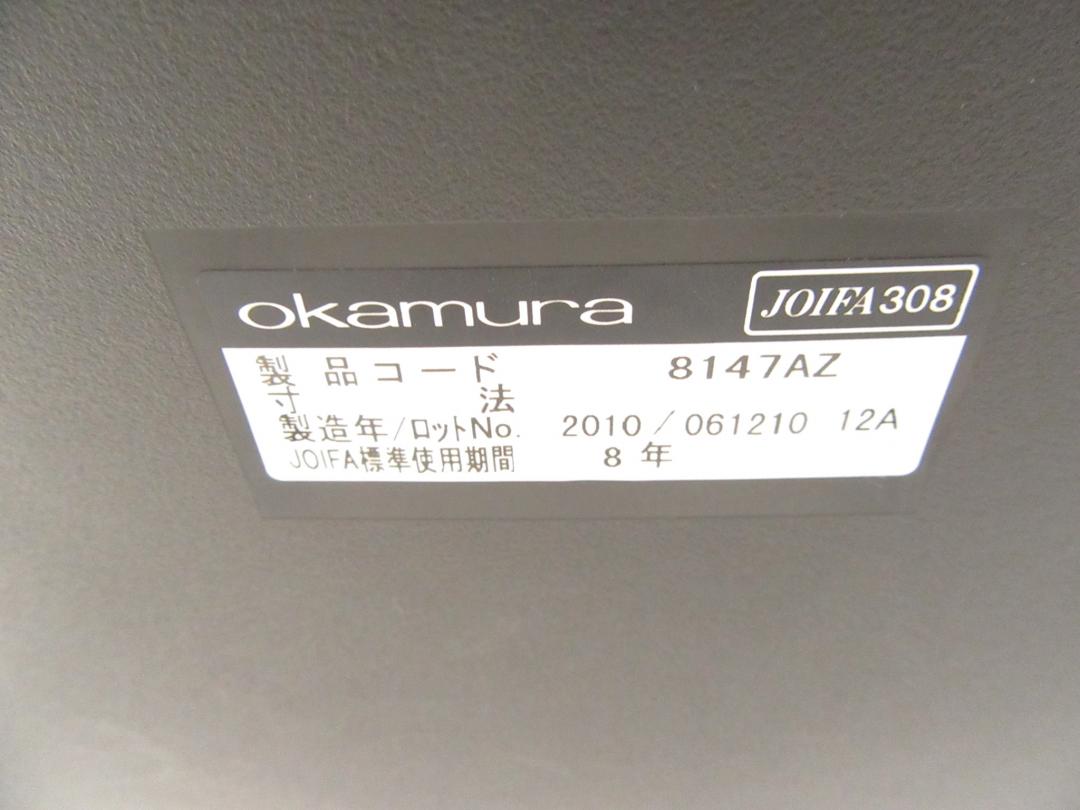 okamura JOIFA308
製品コード 8147AZ
寸法
製造年/ロットNo. 2010/061210 12A
JOIFA標準使用期間 8年